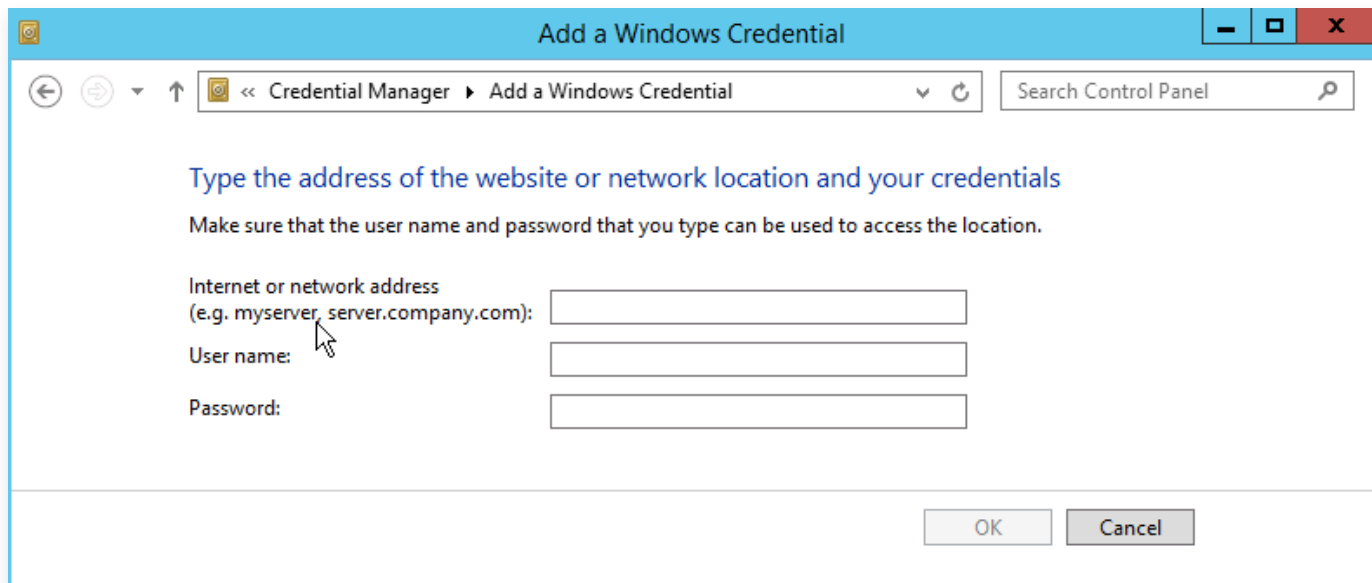 Add a Windows Credential
« Credential Manager Add a Windows Credential
Search Control Panel
Type the address of the website or network location and your credentials
Make sure that the user name and password that you type can be used to access the location.
Internet or network address
(e.g. myserver, server.company.com):
User name:
Password:
OK
Cancel